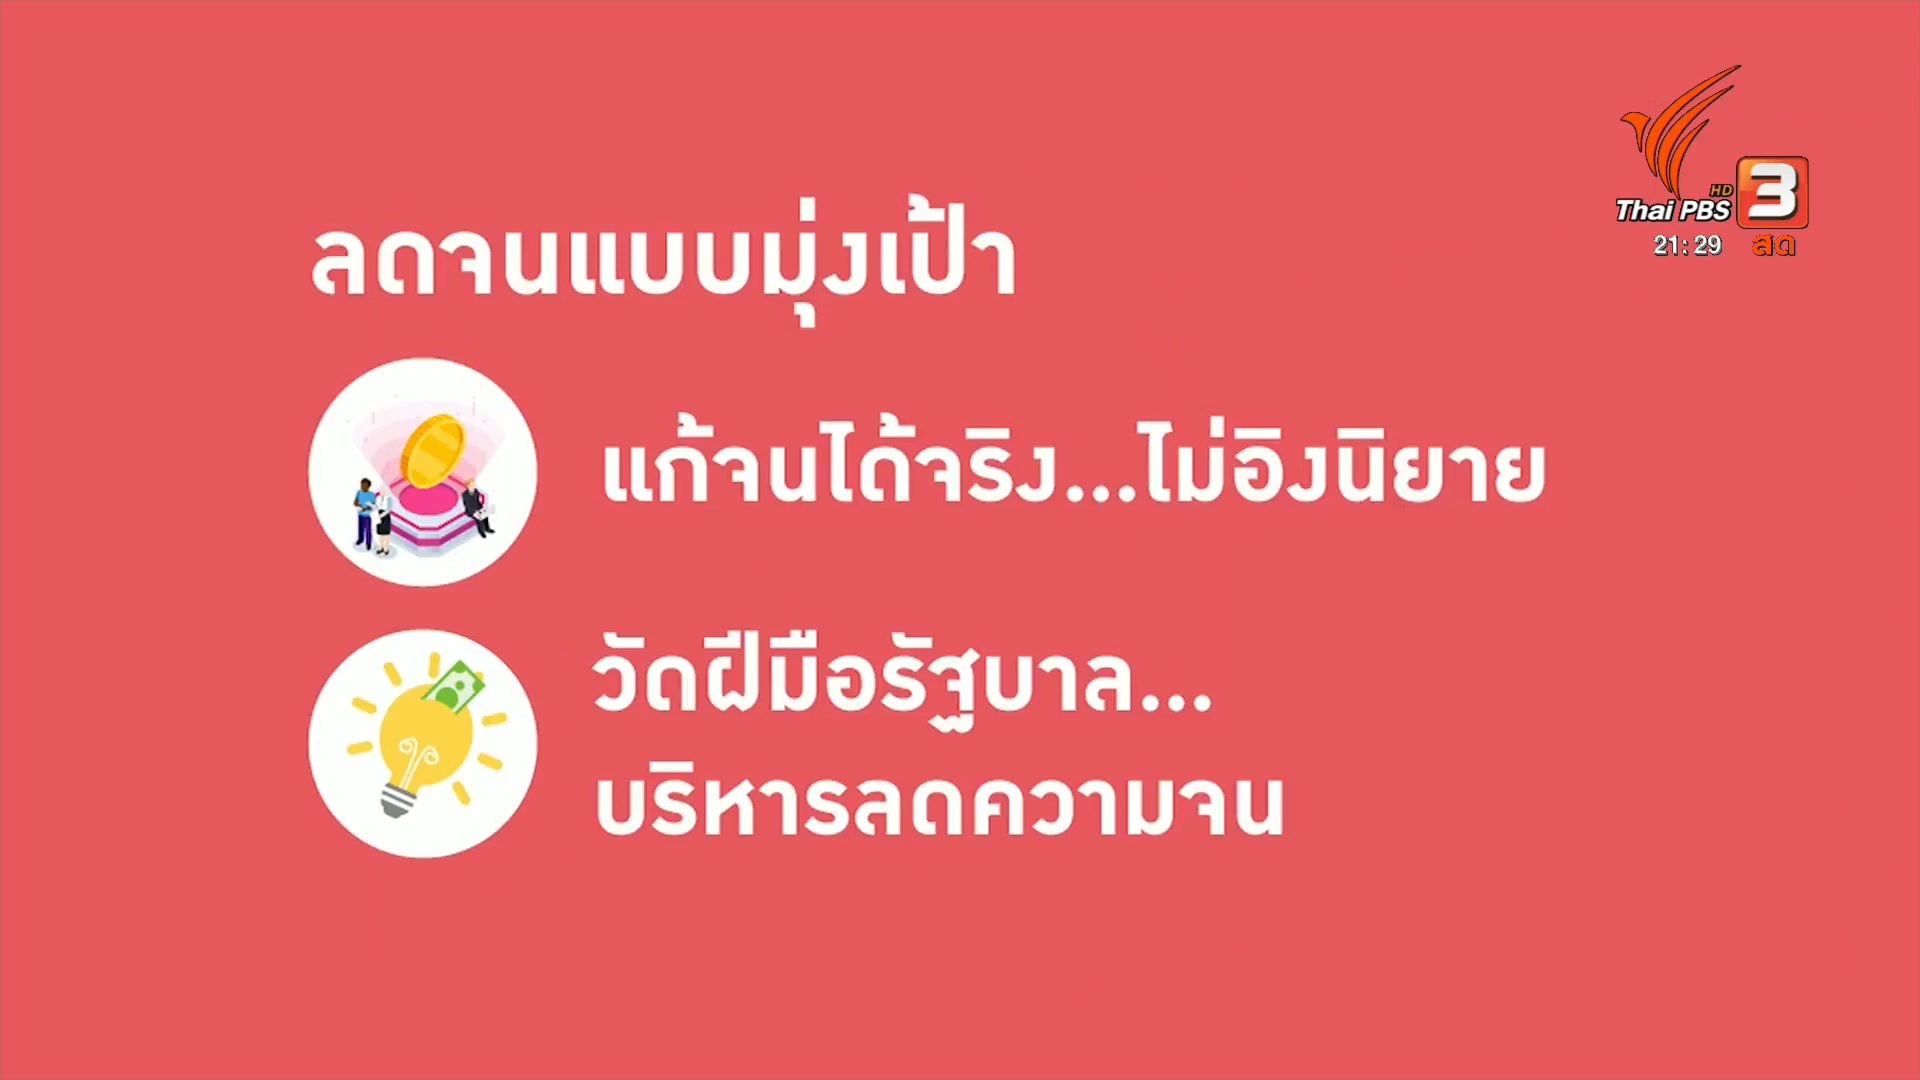 ลดจนแบบมุ่งเป้า
แก้จนได้จริง...ไม่อิงนิยาย
วัดฝีมือรัฐบาล...
บริหารลดความจน
HD
Thai PBS 3
21:29 สด